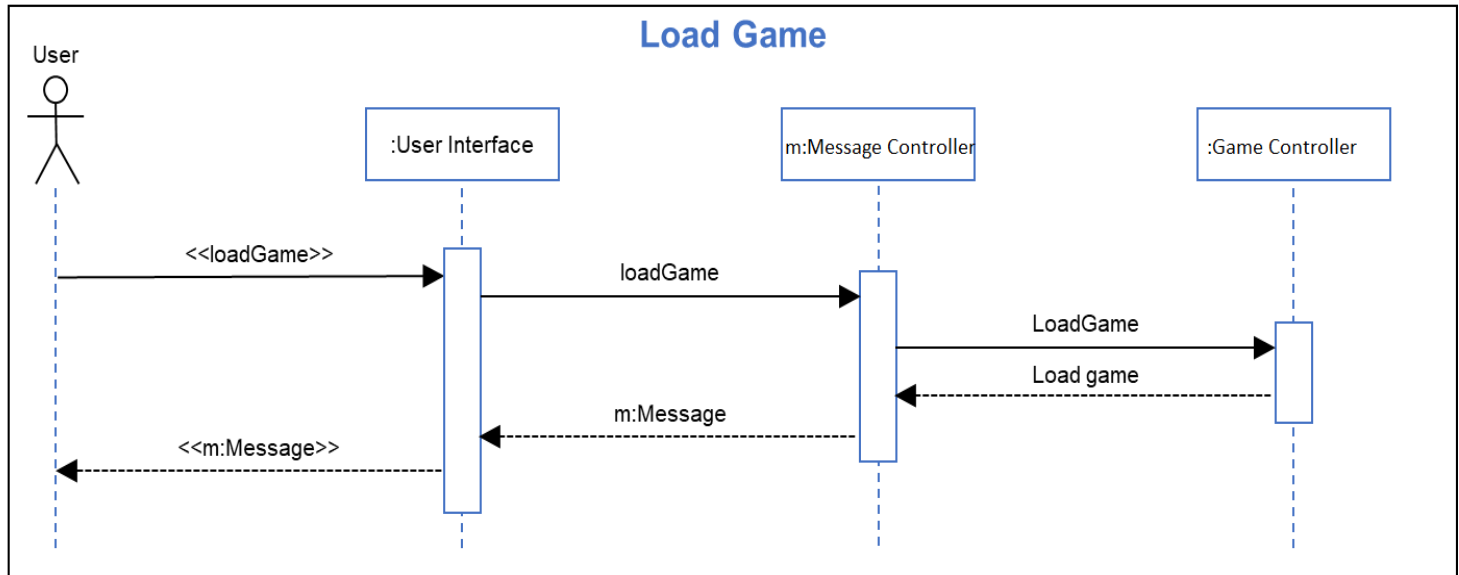 Load Game
User
:User Interface
m:Message Controller
:Game Controller
<<loadGame>>
loadGame
LoadGame
Load game
m:Message
<<m:Message>>